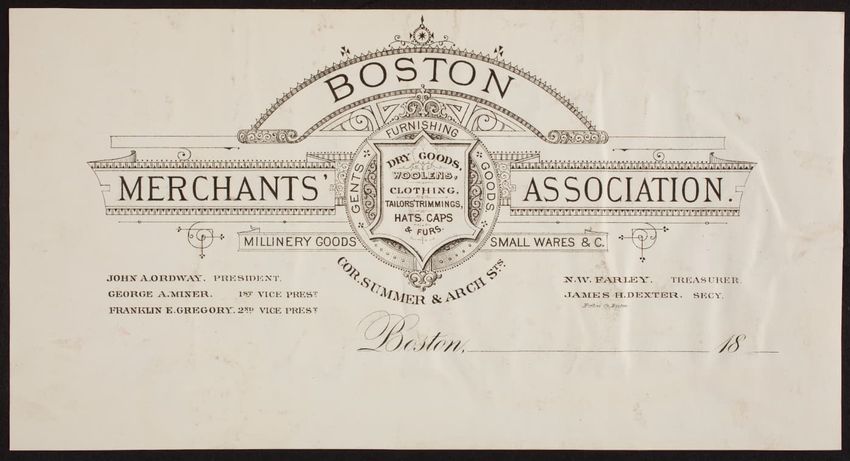 BOSTON
MERCHANTS' ASSOCIATION.
GENTS FURNISHING GOODS
DRY GOODS,
WOOLENS,
CLOTHING,
TAILORS' TRIMMINGS,
HATS, CAPS
& FURS.
MILLINERY GOODS SMALL WARES & C.
COR. SUMMER & ARCH STS
JOHN A. ORDWAY. PRESIDENT.
GEORGE A. MINER. 1ST VICE PREST
FRANKLIN E. GREGORY. 2ND VICE PREST
N. W. FARLEY. TREASURER.
JAMES H. DEXTER. SECY.
Boston, 18